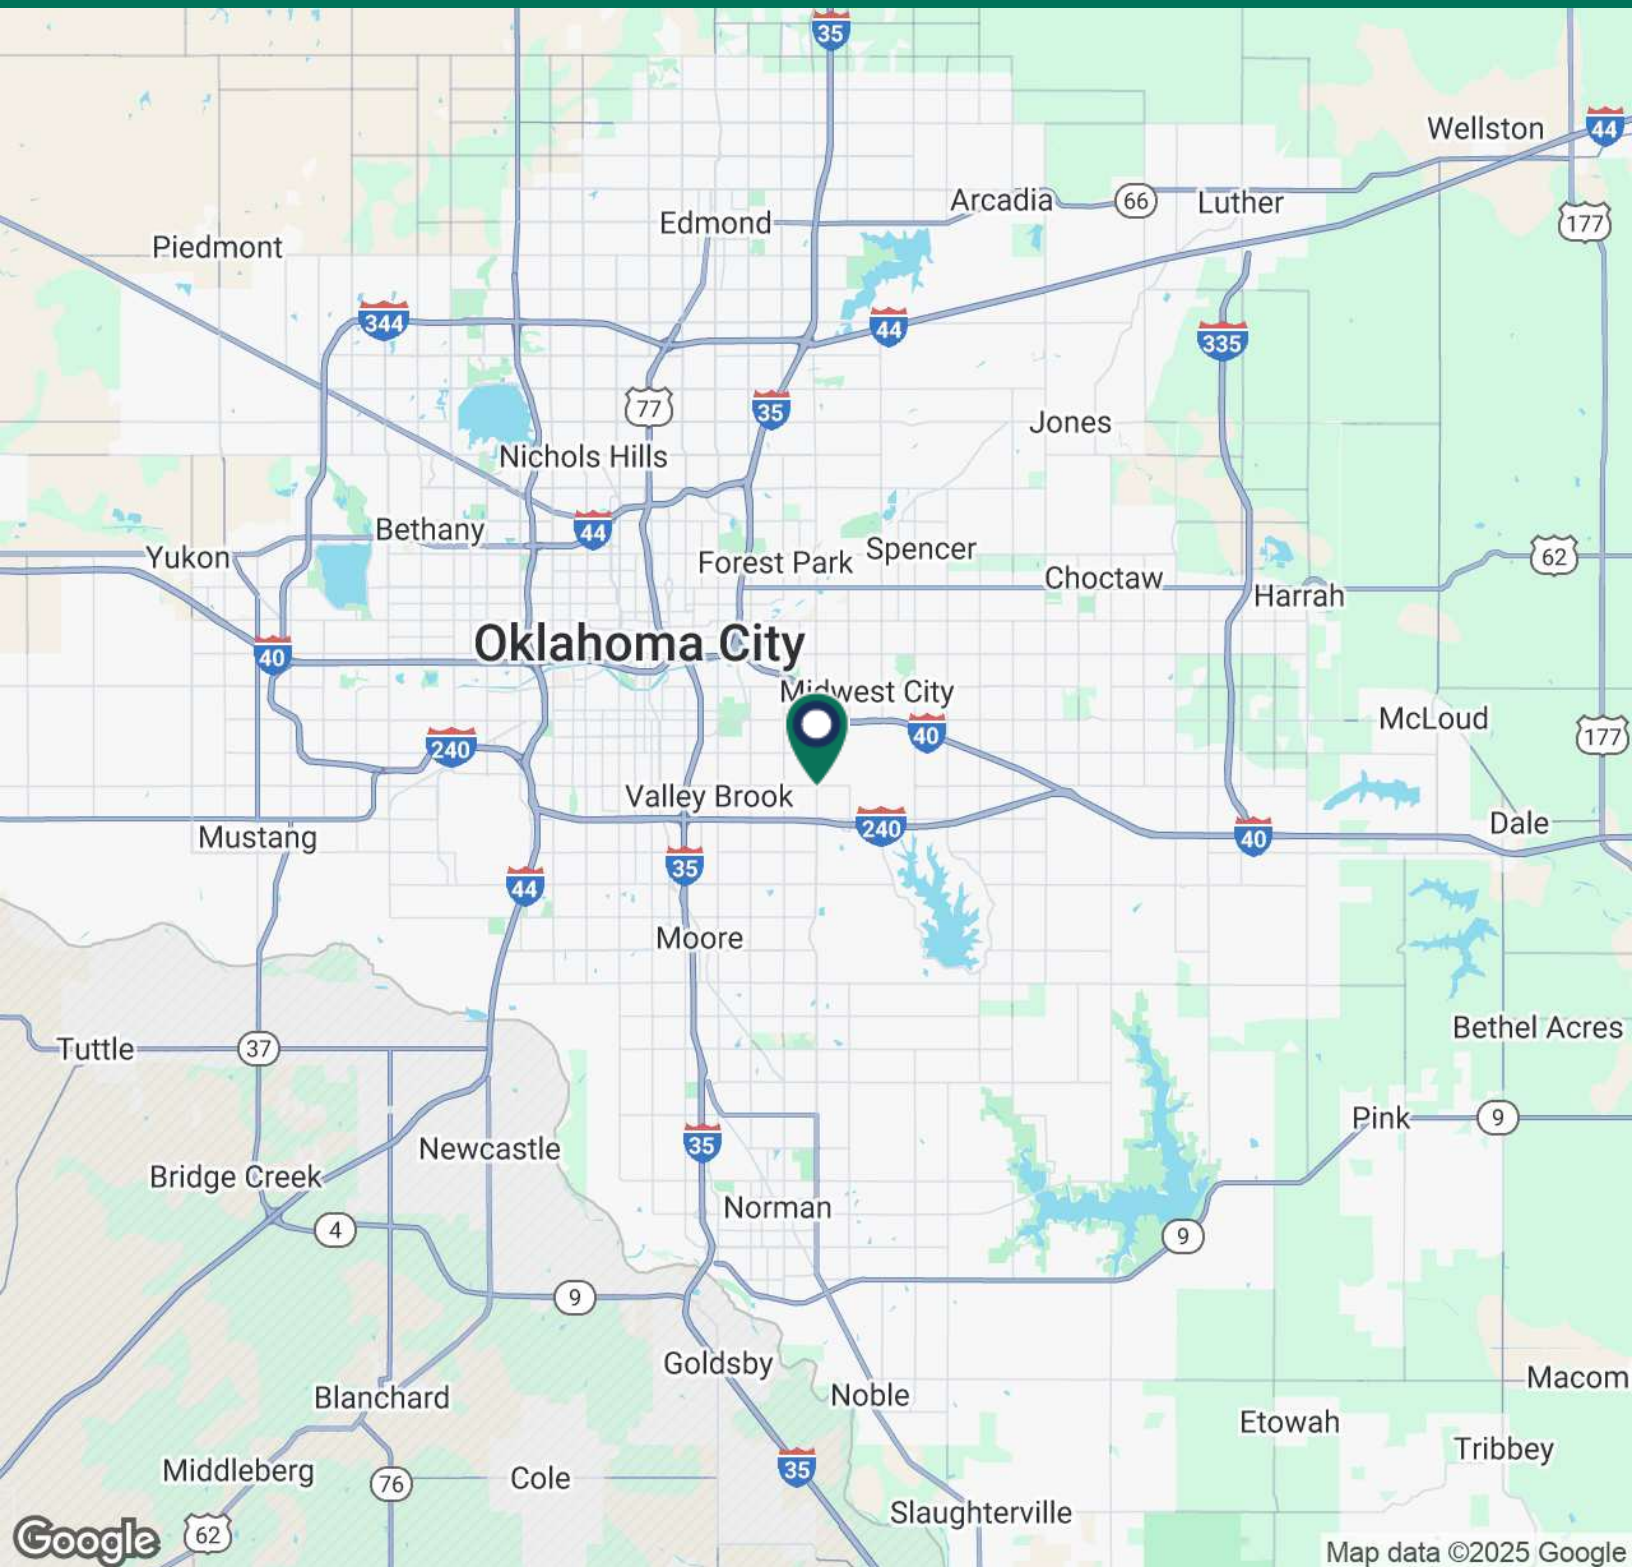 35
Wellston
44
Arcadia
66
Luther
Edmond
177
Piedmont
344
44
335
77
35
Jones
Nichols Hills
Bethany
44
Yukon
Forest Park
Spencer
62
Choctaw
Harrah
Oklahoma City
40
Midwest City
McLoud
40
177
240
Valley Brook
240
Dale
Mustang
40
35
44
Moore
Bethel Acres
Tuttle
37
Pink
9
35
Newcastle
Bridge Creek
Norman
4
9
9
Goldsby
Macomb
Blanchard
Noble
Etowah
Tribbey
Middleberg
35
76
Cole
Slaughterville
62
Google
Map data ©2025 Google